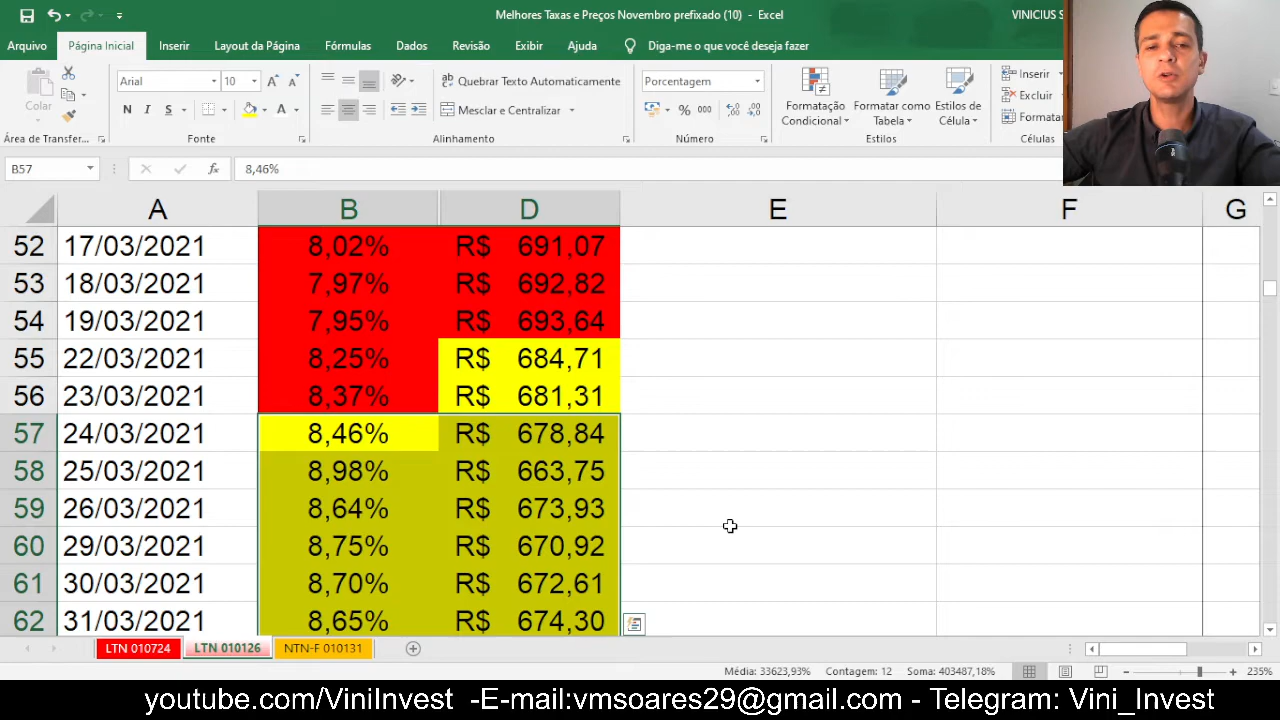 Melhores Taxas e Preços Novembro prefixado (10) - Excel
VINICIUS S
Arquivo Página Inicial Inserir Layout da Página Fórmulas Dados Revisão Exibir Ajuda Diga-me o que você deseja fazer
Colar
Arial 10
Quebrar Texto Automaticamente
Porcentagem
Inserir
Excluir
Formatar
N I S A
Mesclar e Centralizar
% 000
Formatação Condicional
Formatar como Tabela
Estilos de Célula
Área de Transfer...
Fonte
Alinhamento
Número
Estilos
Células
B57 fx 8,46%
A B D E F G
52 17/03/2021 8,02% R$ 691,07
53 18/03/2021 7,97% R$ 692,82
54 19/03/2021 7,95% R$ 693,64
55 22/03/2021 8,25% R$ 684,71
56 23/03/2021 8,37% R$ 681,31
57 24/03/2021 8,46% R$ 678,84
58 25/03/2021 8,98% R$ 663,75
59 26/03/2021 8,64% R$ 673,93
60 29/03/2021 8,75% R$ 670,92
61 30/03/2021 8,70% R$ 672,61
62 31/03/2021 8,65% R$ 674,30
LTN 010724 LTN 010126 NTN-F 010131
Média: 33623,93% Contagem: 12 Soma: 403487,18% 235%
youtube.com/ViniInvest -E-mail:vmsoares29@gmail.com - Telegram: Vini_Invest